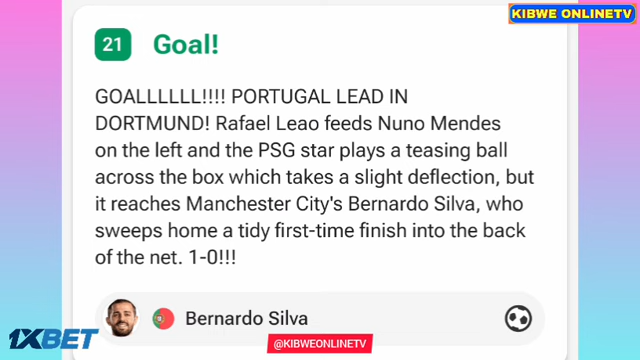 KIBWE ONLINETV
21 Goal!
GOALLLLLL!!!! PORTUGAL LEAD IN
DORTMUND! Rafael Leao feeds Nuno Mendes
on the left and the PSG star plays a teasing ball
across the box which takes a slight deflection, but
it reaches Manchester City's Bernardo Silva, who
sweeps home a tidy first-time finish into the back
of the net. 1-0!!!
Bernardo Silva
1XBET
@KIBWEONLINETV